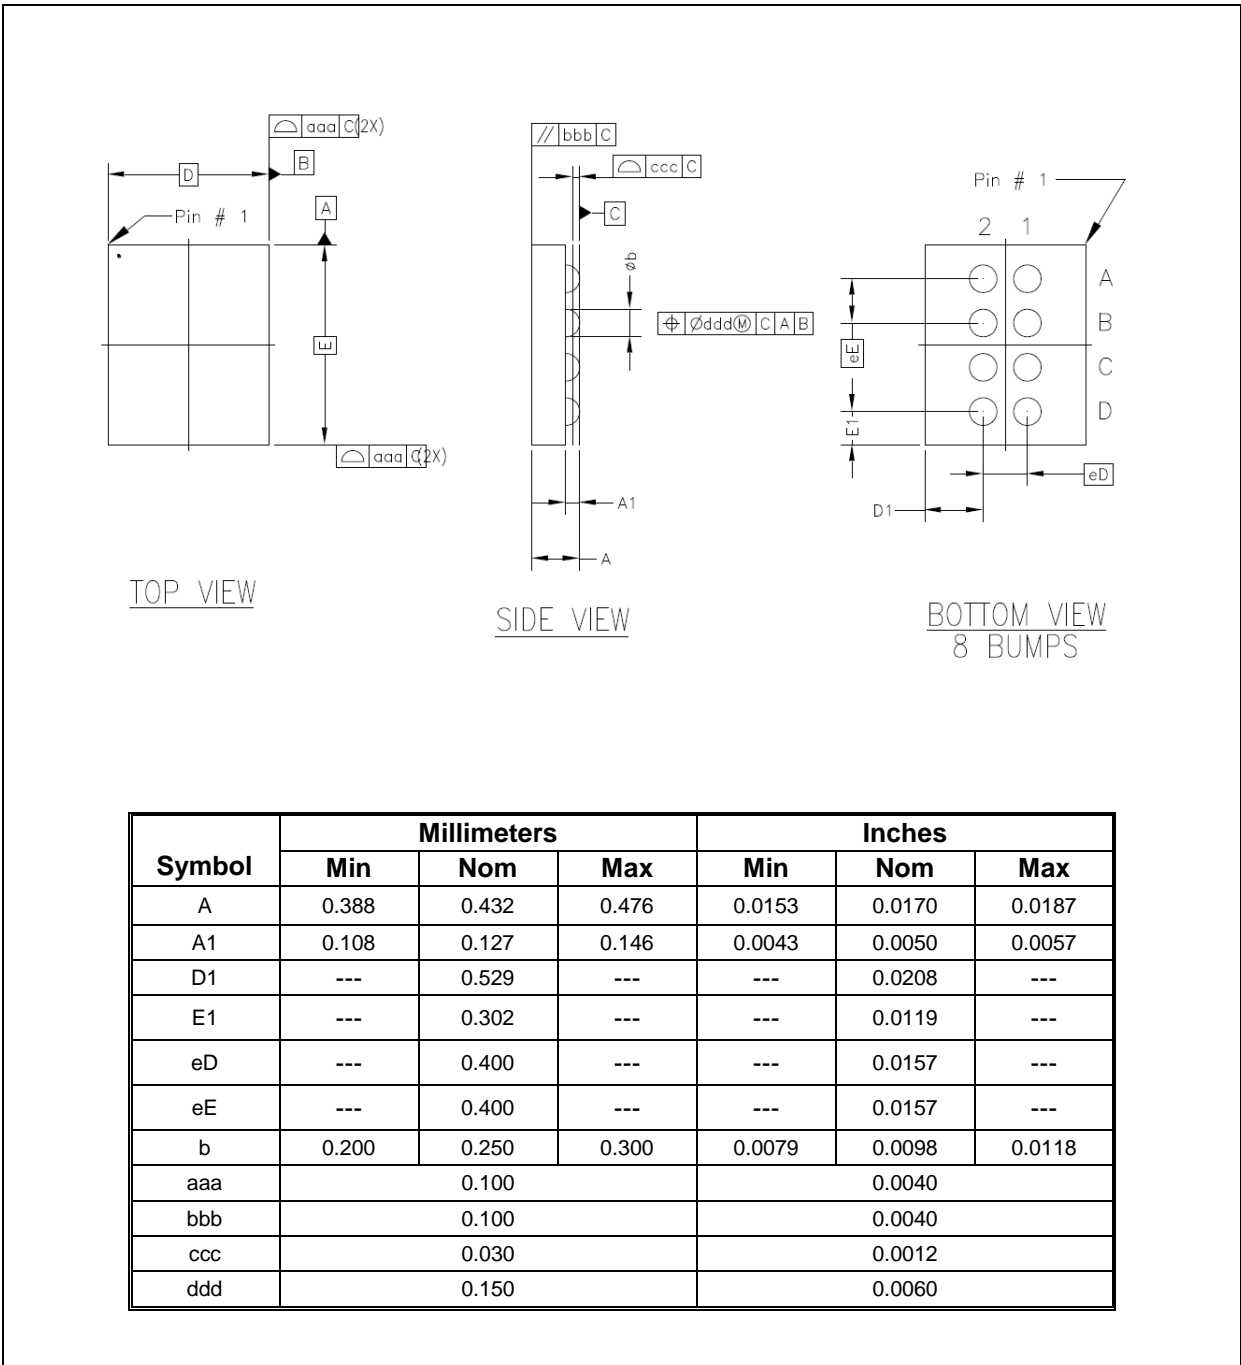 aaa C(2X)
D
B
Pin # 1
A
E
aaa C(2X)
TOP VIEW
// bbb C
ccc C
C
øb
⌖ Øddd Ⓜ C A B
A1
A
SIDE VIEW
Pin # 1
2 1
A
B
C
D
eE
E1
eD
D1
BOTTOM VIEW
8 BUMPS
Symbol Millimeters Inches
Min Nom Max Min Nom Max
A 0.388 0.432 0.476 0.0153 0.0170 0.0187
A1 0.108 0.127 0.146 0.0043 0.0050 0.0057
D1 --- 0.529 --- --- 0.0208 ---
E1 --- 0.302 --- --- 0.0119 ---
eD --- 0.400 --- --- 0.0157 ---
eE --- 0.400 --- --- 0.0157 ---
b 0.200 0.250 0.300 0.0079 0.0098 0.0118
aaa 0.100 0.0040
bbb 0.100 0.0040
ccc 0.030 0.0012
ddd 0.150 0.0060